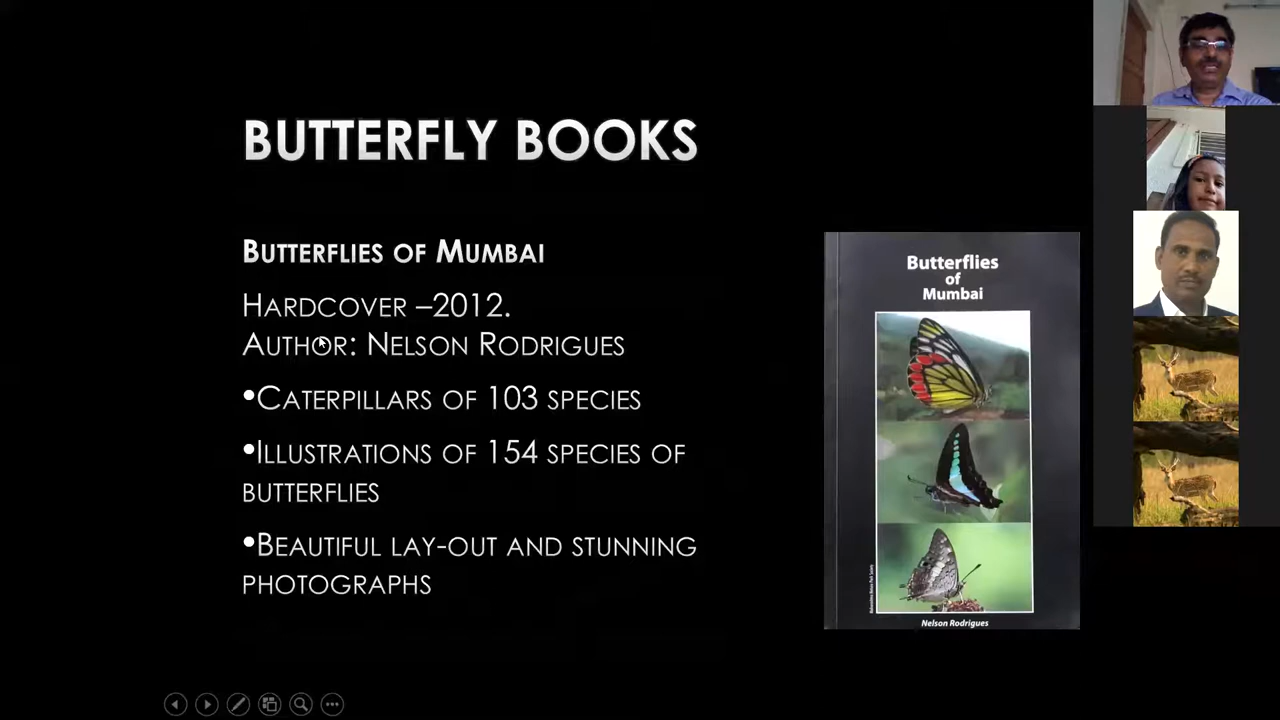 BUTTERFLY BOOKS
BUTTERFLIES OF MUMBAI
HARDCOVER –2012.
AUTHOR: NELSON RODRIGUES
•CATERPILLARS OF 103 SPECIES
•ILLUSTRATIONS OF 154 SPECIES OF
BUTTERFLIES
•BEAUTIFUL LAY-OUT AND STUNNING
PHOTOGRAPHS
Butterflies
of
Mumbai
Nelson Rodrigues